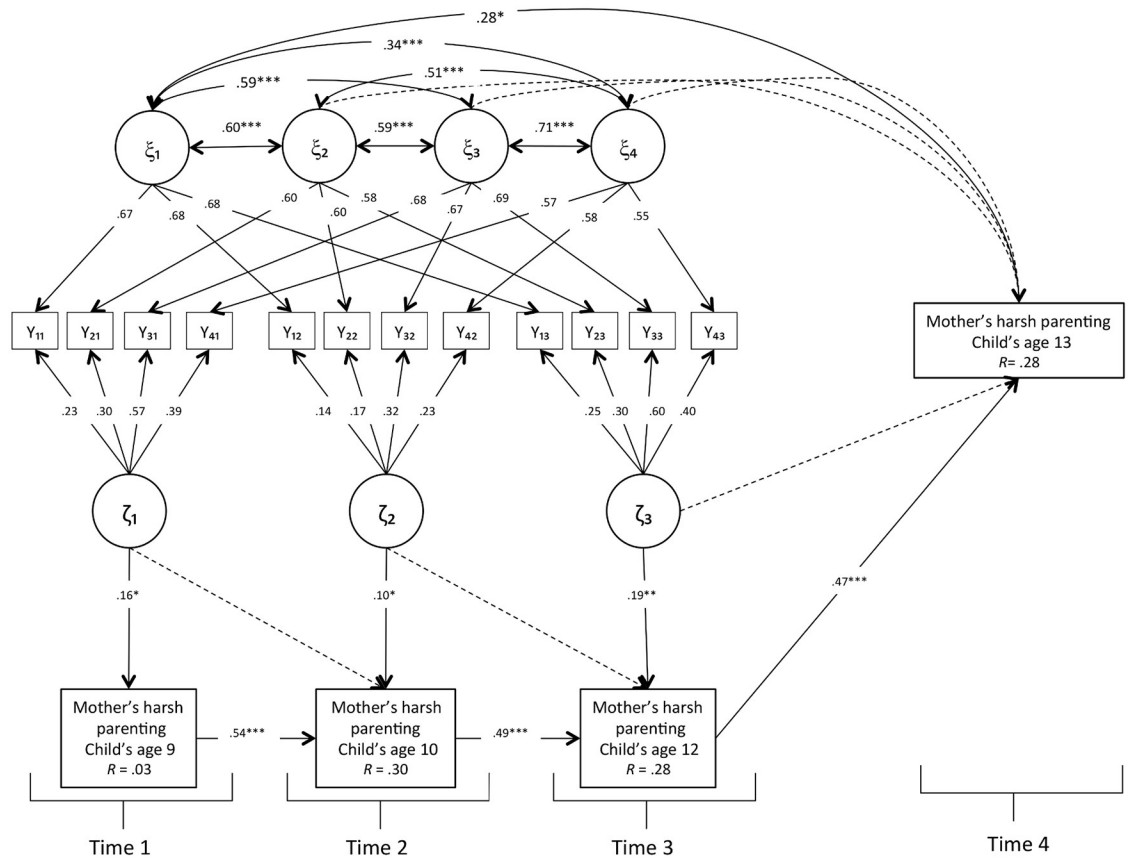 .28*
.34***
.59***
.51***
.60***
.59***
.71***
ξ1
ξ2
ξ3
ξ4
.67
.68
.68
.60
.60
.58
.68
.67
.69
.57
.58
.55
Y11
Y21
Y31
Y41
Y12
Y22
Y32
Y42
Y13
Y23
Y33
Y43
Mother's harsh parenting
Child's age 13
R= .28
.23
.30
.57
.39
.14
.17
.32
.23
.25
.30
.60
.40
ζ1
ζ2
ζ3
.16*
.10*
.19**
.47***
Mother's harsh
parenting
Child's age 9
R = .03
.54***
Mother's harsh
parenting
Child's age 10
R = .30
.49***
Mother's harsh
parenting
Child's age 12
R = .28
Time 1
Time 2
Time 3
Time 4